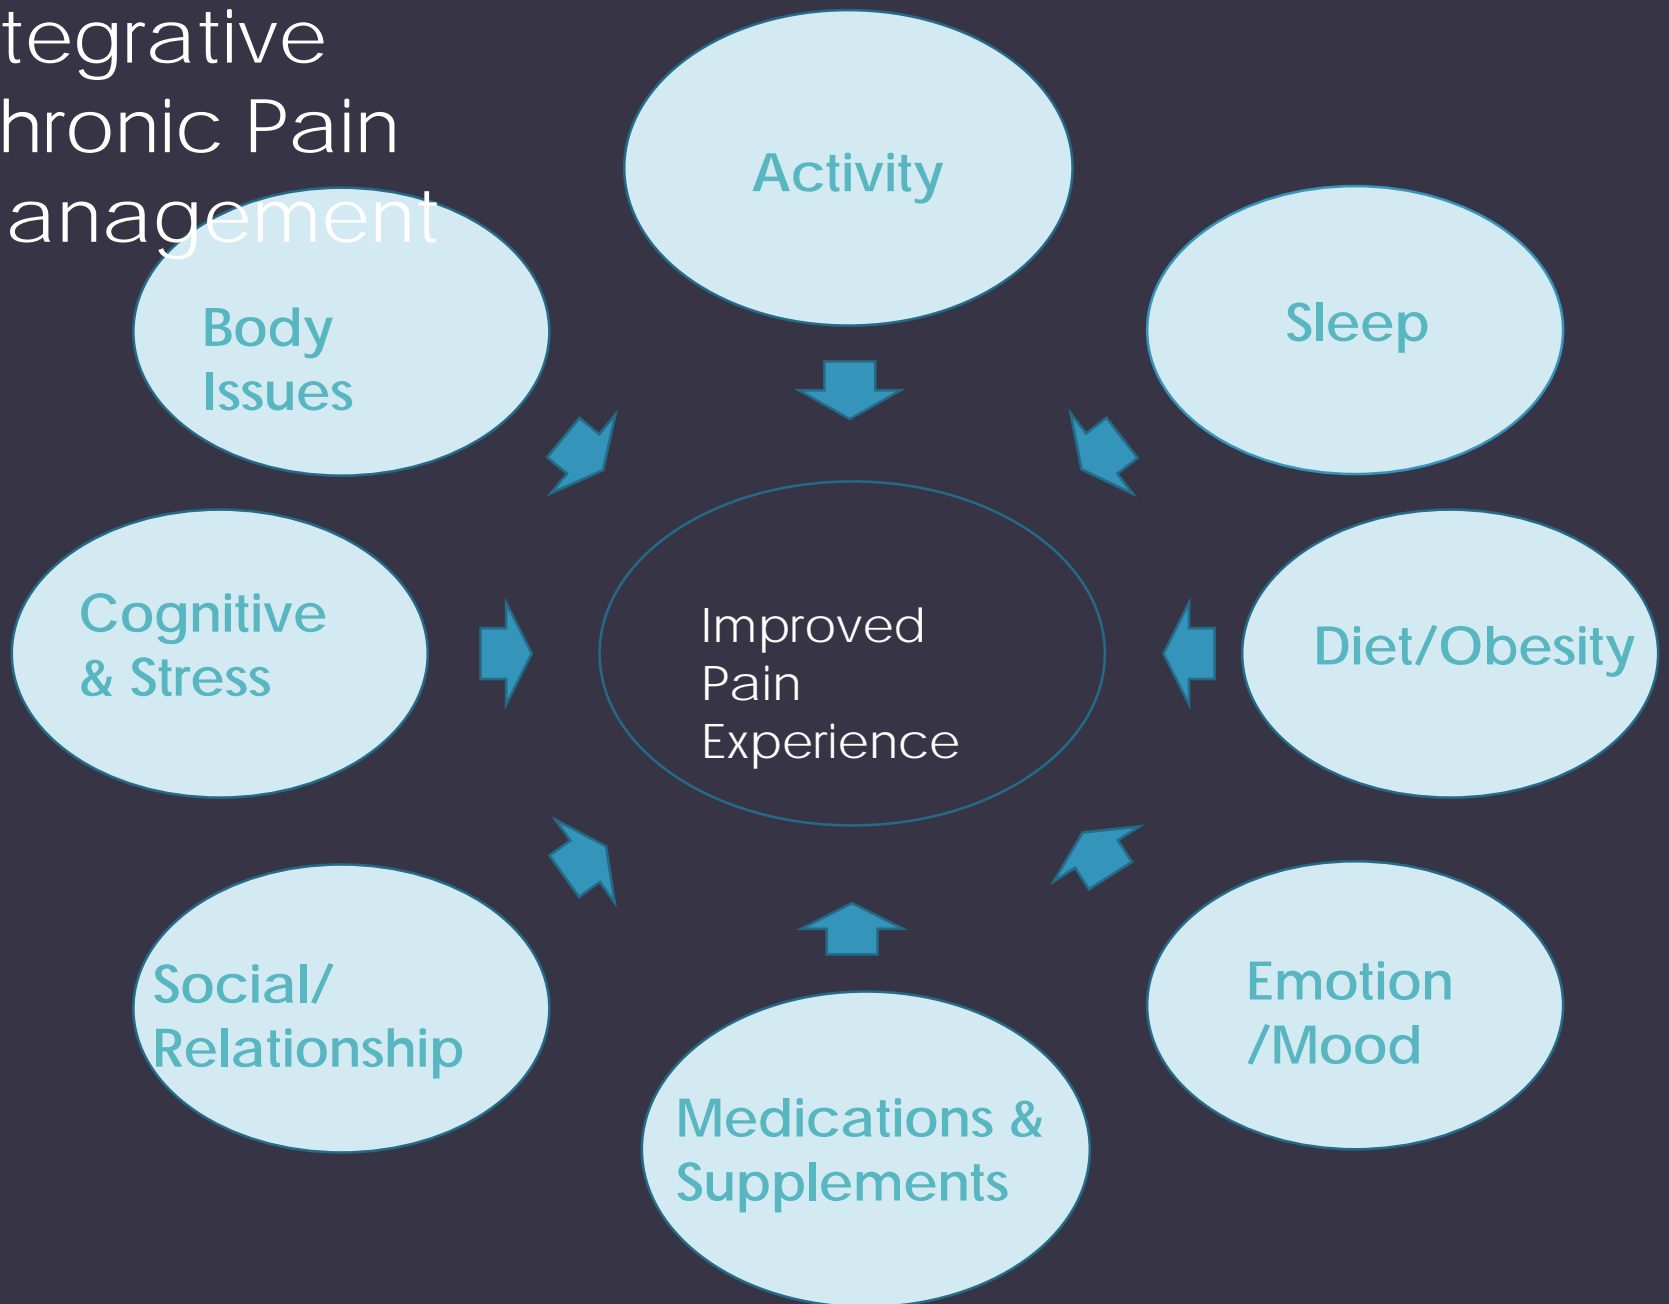 tegrative
hronic Pain
anagement
Activity
Sleep
Body
Issues
Cognitive
& Stress
Improved
Pain
Experience
Diet/Obesity
Social/
Relationship
Emotion
/Mood
Medications &
Supplements